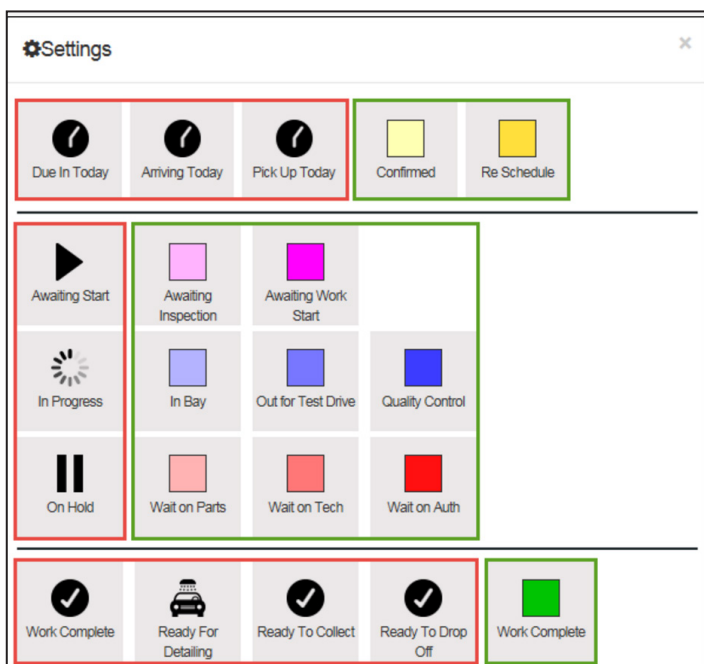 Settings
×
Due In Today
Arriving Today
Pick Up Today
Confirmed
Re Schedule
Awaiting Start
Awaiting
Inspection
Awaiting Work
Start
In Progress
In Bay
Out for Test Drive
Quality Control
On Hold
Wait on Parts
Wait on Tech
Wait on Auth
Work Complete
Ready For
Detailing
Ready To Collect
Ready To Drop
Off
Work Complete